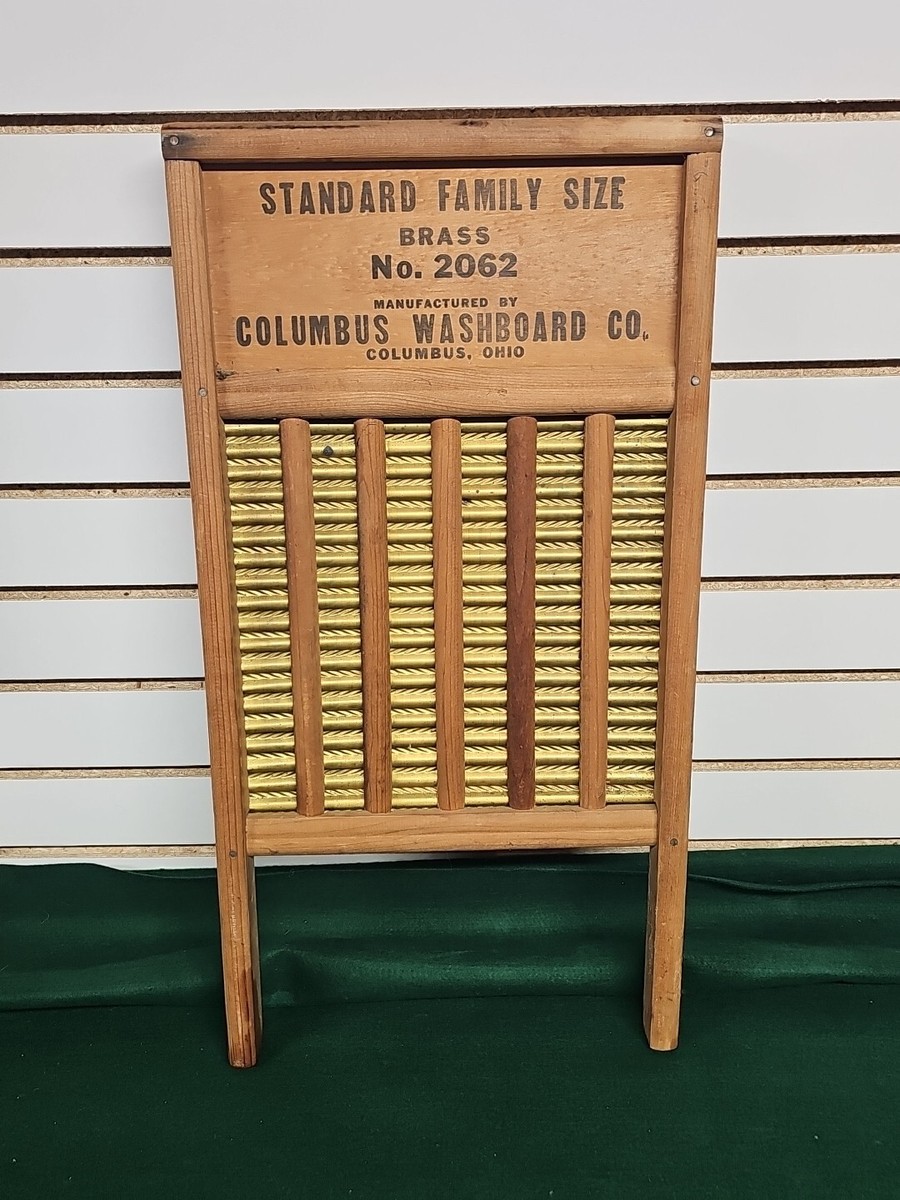 STANDARD FAMILY SIZE
BRASS
No. 2062
MANUFACTURED BY
COLUMBUS WASHBOARD CO.
COLUMBUS, OHIO